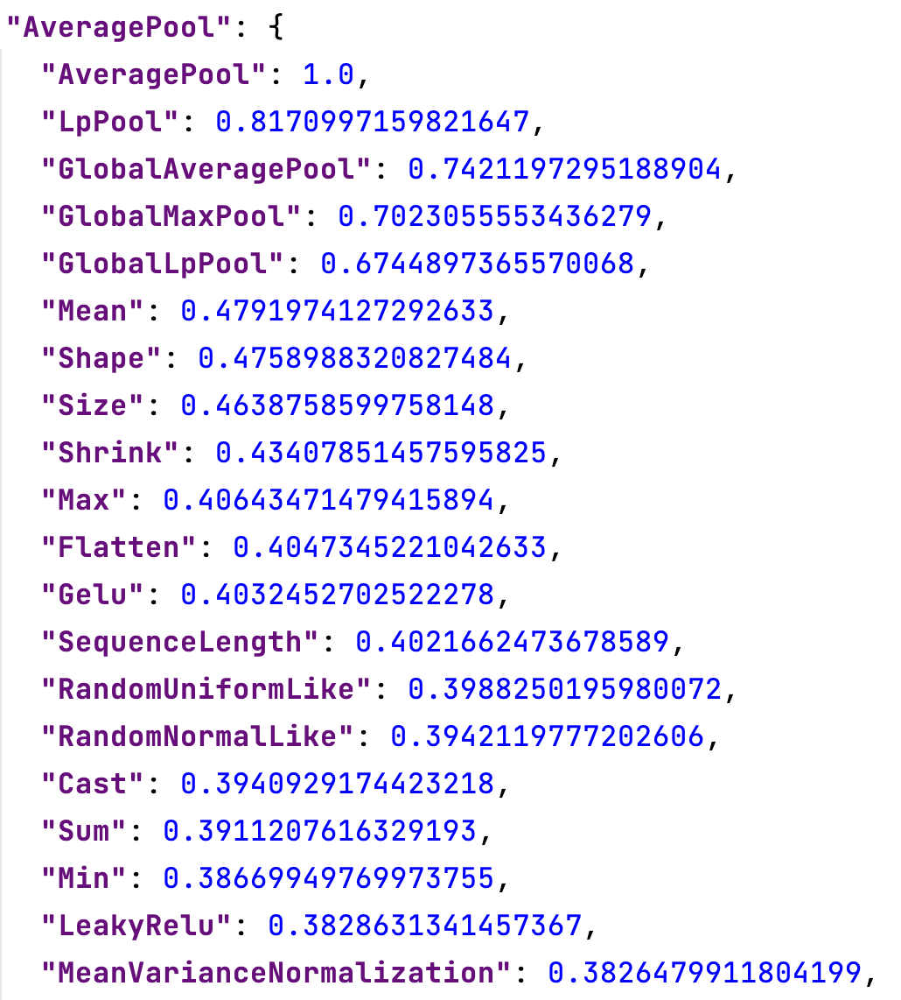 "AveragePool": {
"AveragePool": 1.0,
"LpPool": 0.8170997159821647,
"GlobalAveragePool": 0.7421197295188904,
"GlobalMaxPool": 0.7023055553436279,
"GlobalLpPool": 0.6744897365570068,
"Mean": 0.4791974127292633,
"Shape": 0.4758988320827484,
"Size": 0.4638758599758148,
"Shrink": 0.43407851457595825,
"Max": 0.40643471479415894,
"Flatten": 0.4047345221042633,
"Gelu": 0.4032452702522278,
"SequenceLength": 0.4021662473678589,
"RandomUniformLike": 0.3988250195980072,
"RandomNormalLike": 0.3942119777202606,
"Cast": 0.3940929174423218,
"Sum": 0.3911207616329193,
"Min": 0.38669949769973755,
"LeakyRelu": 0.3828631341457367,
"MeanVarianceNormalization": 0.3826479911804199,